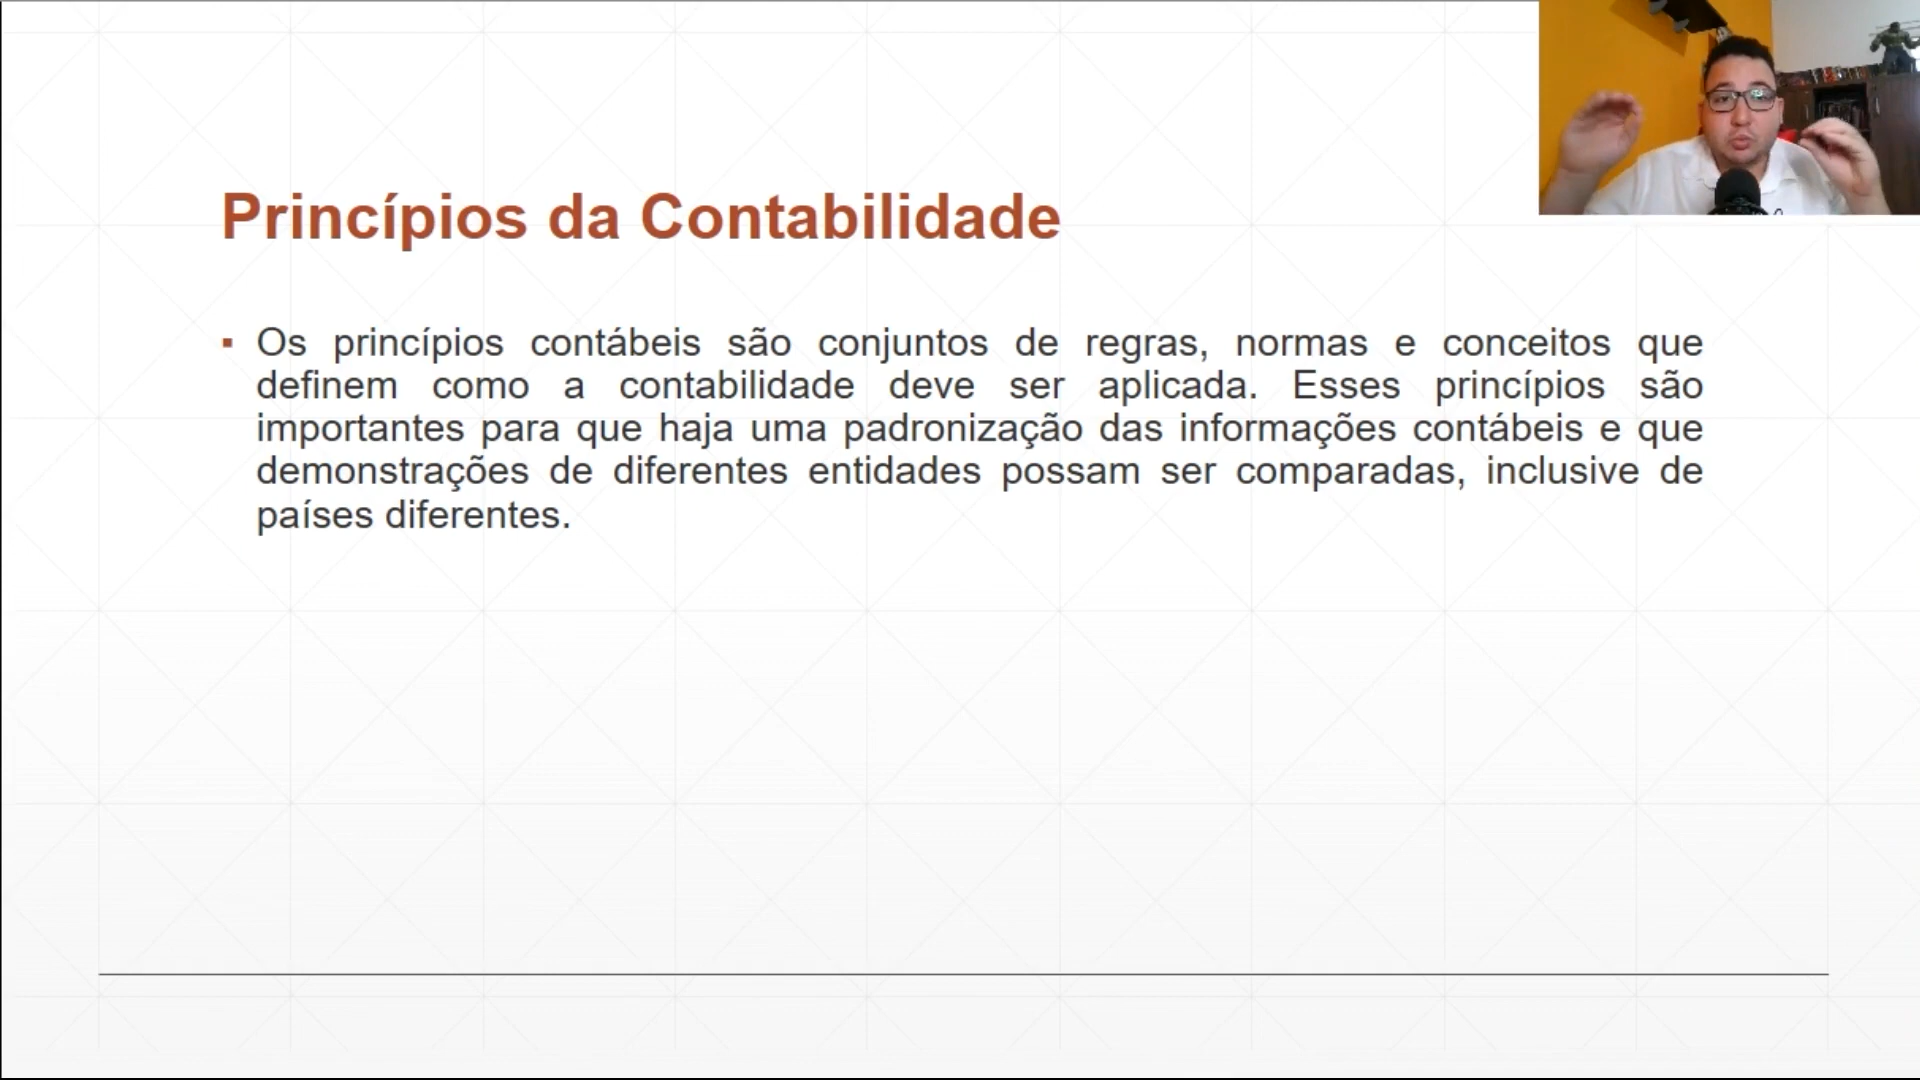 Princípios da Contabilidade
▪ Os princípios contábeis são conjuntos de regras, normas e conceitos que
definem como a contabilidade deve ser aplicada. Esses princípios são
importantes para que haja uma padronização das informações contábeis e que
demonstrações de diferentes entidades possam ser comparadas, inclusive de
países diferentes.